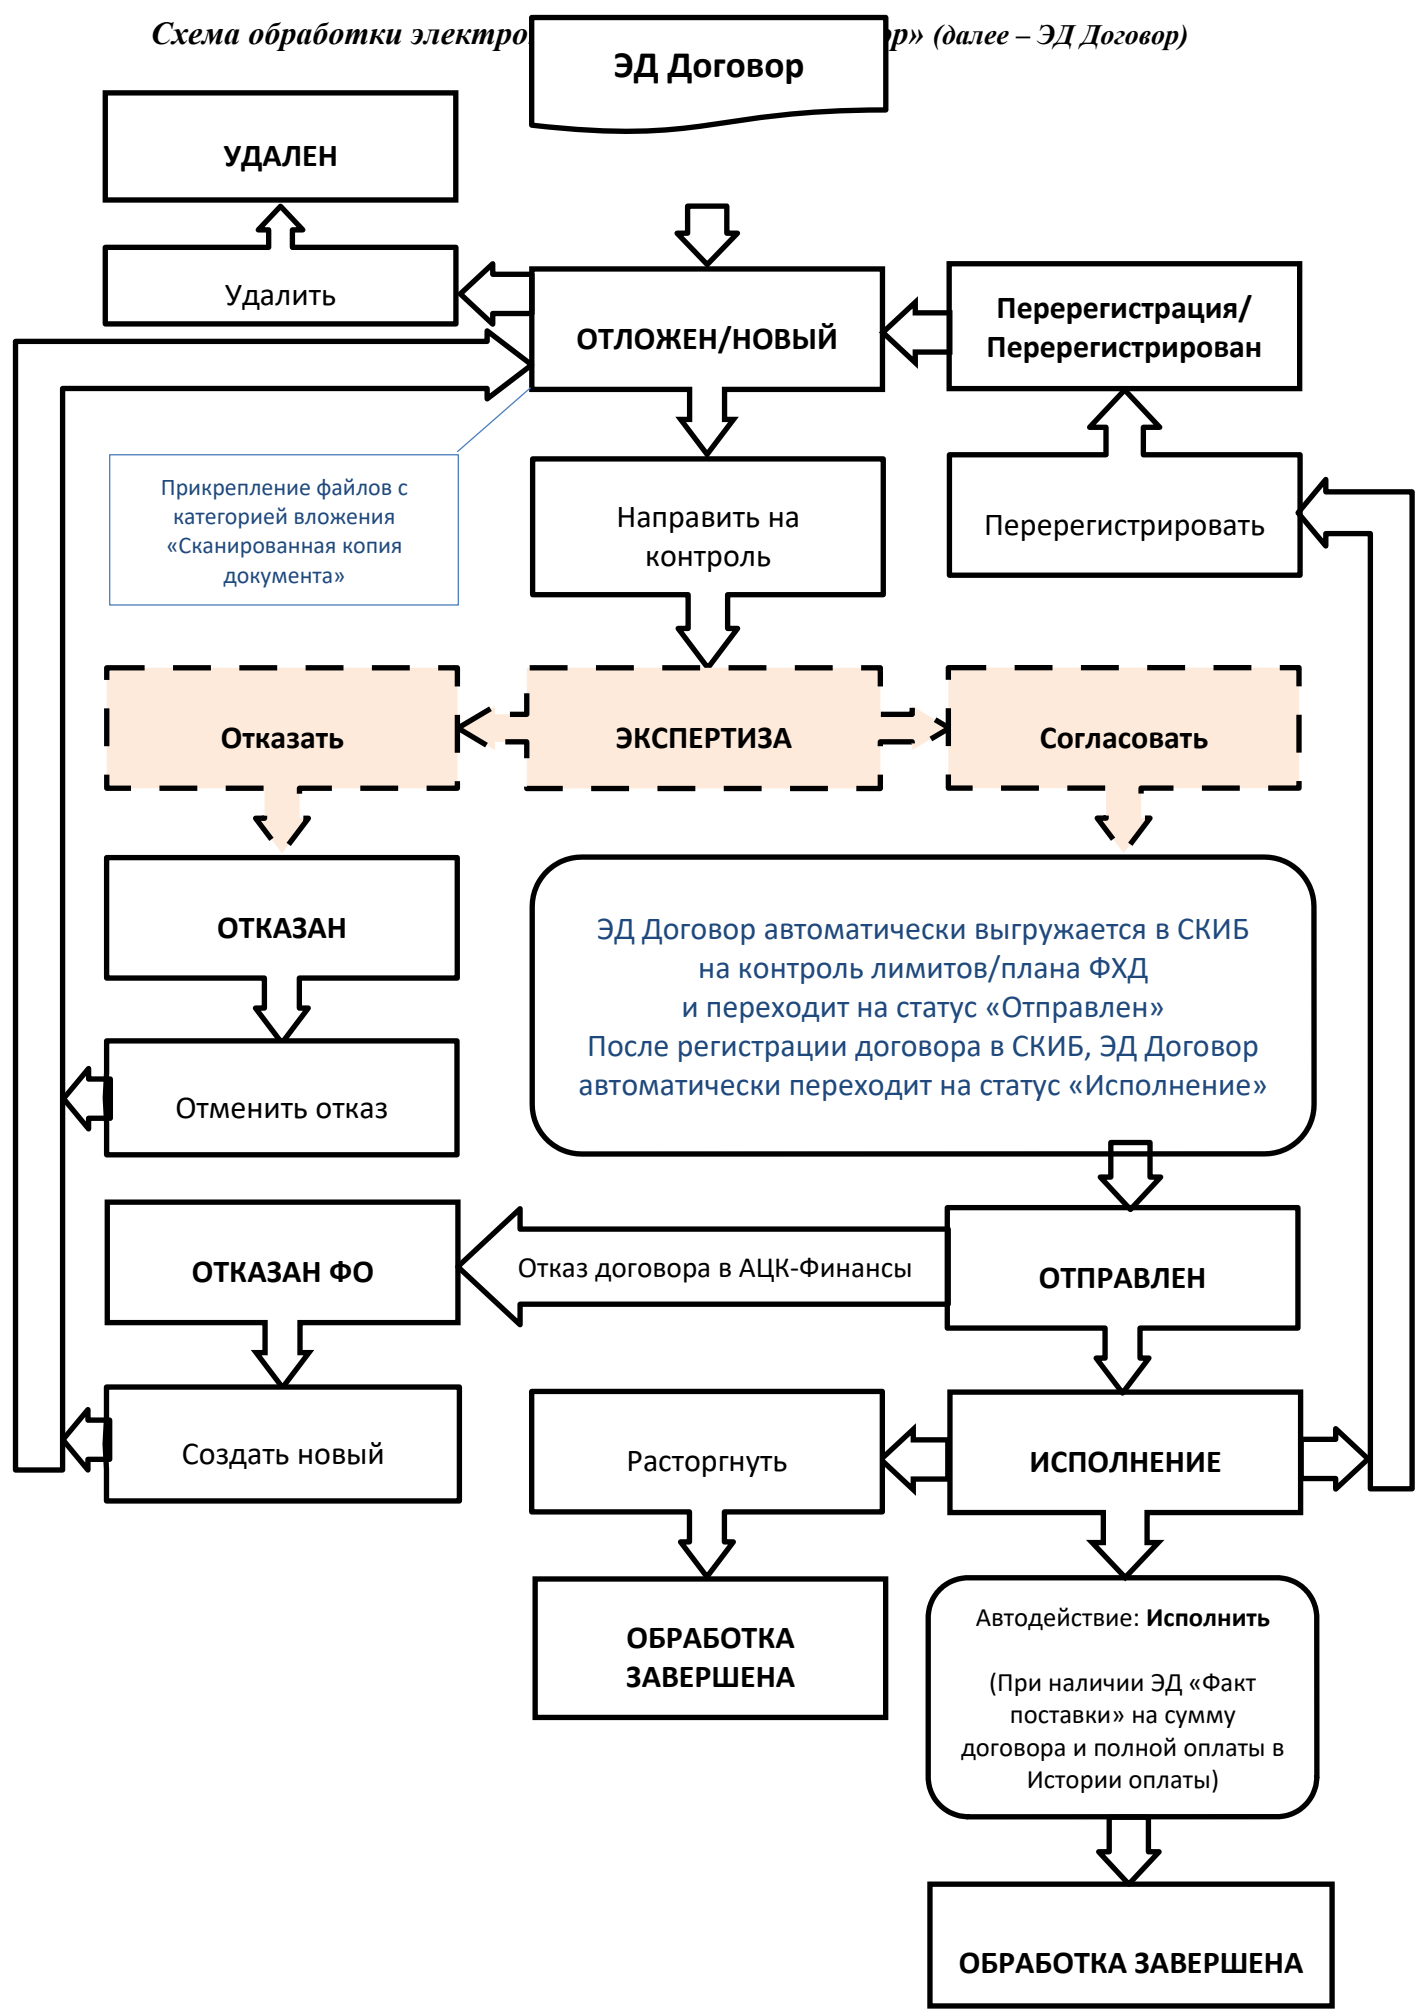 Схема обработки электро
р» (далее – ЭД Договор)
ЭД Договор
УДАЛЕН
Удалить
ОТЛОЖЕН/НОВЫЙ
Перерегистрация/
Перерегистрирован
Прикрепление файлов с
категорией вложения
«Сканированная копия
документа»
Направить на
контроль
Перерегистрировать
Отказать
ЭКСПЕРТИЗА
Согласовать
ОТКАЗАН
ЭД Договор автоматически выгружается в СКИБ
на контроль лимитов/плана ФХД
и переходит на статус «Отправлен»
После регистрации договора в СКИБ, ЭД Договор
автоматически переходит на статус «Исполнение»
Отменить отказ
ОТКАЗАН ФО
Отказ договора в АЦК-Финансы
ОТПРАВЛЕН
Создать новый
Расторгнуть
ИСПОЛНЕНИЕ
ОБРАБОТКА
ЗАВЕРШЕНА
Автодействие: Исполнить
(При наличии ЭД «Факт
поставки» на сумму
договора и полной оплаты в
Истории оплаты)
ОБРАБОТКА ЗАВЕРШЕНА